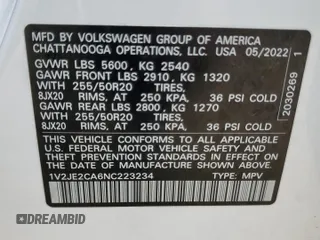 MFD BY VOLKSWAGEN GROUP OF AMERICA
CHATTANOOGA OPERATIONS, LLC. USA 05/2022
GVWR LBS 5600, KG 2540
GAWR FRONT LBS 2910, KG 1320
WITH 255/50R20 TIRES,
8JX20 RIMS, AT 250 KPA, 36 PSI COLD
GAWR REAR LBS 2800, KG 1270
WITH 255/50R20 TIRES,
8JX20 RIMS, AT 250 KPA, 36 PSI COLD
THIS VEHICLE CONFORMS TO ALL APPLICABLE
U.S. FEDERAL MOTOR VEHICLE SAFETY
STANDARDS IN EFFECT ON THE DATE OF
MANUFACTURE SHOWN ABOVE.
1V2JE2CA6NC223234 TYPE: MPV
2030269 1
DREAMBID